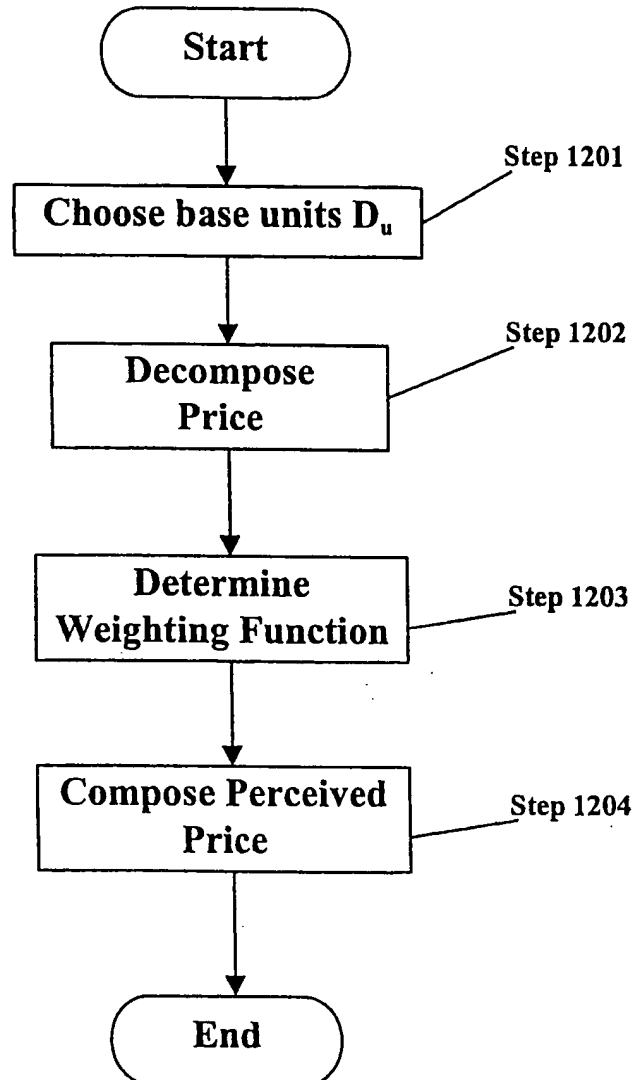 Start
Step 1201
Choose base units Du
Step 1202
Decompose
Price
Step 1203
Determine
Weighting Function
Step 1204
Compose Perceived
Price
End